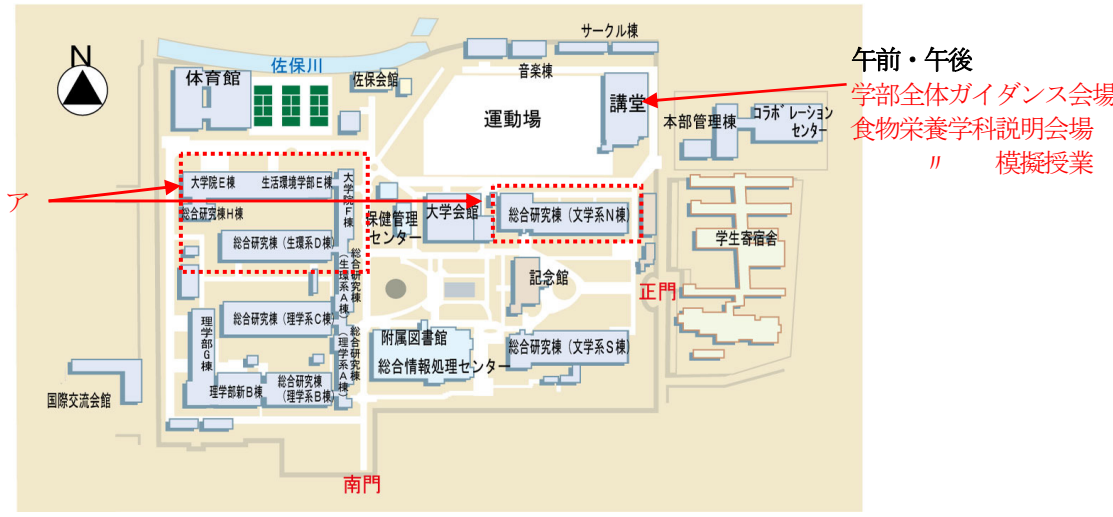 サークル棟
N
佐保川
音楽棟
体育館
佐保会館
午前・午後
学部全体ガイダンス会場
食物栄養学科説明会場
〃 模擬授業
講堂
運動場
本部管理棟
コラボレーション
センター
ア
大学院E棟
生活環境学部E棟
大学院F棟
総合研究棟H棟
保健管理
センター
大学会館
総合研究棟(文学系N棟)
総合研究棟(生環系D棟)
学生寄宿舎
総合研究棟
(生環系A棟)
記念館
正門
総合研究棟(理学系C棟)
理学部G棟
総合研究棟
(理学系A棟)
附属図書館
総合情報処理センター
総合研究棟(文学系S棟)
国際交流会館
理学部新B棟
総合研究棟
(理学系B棟)
南門